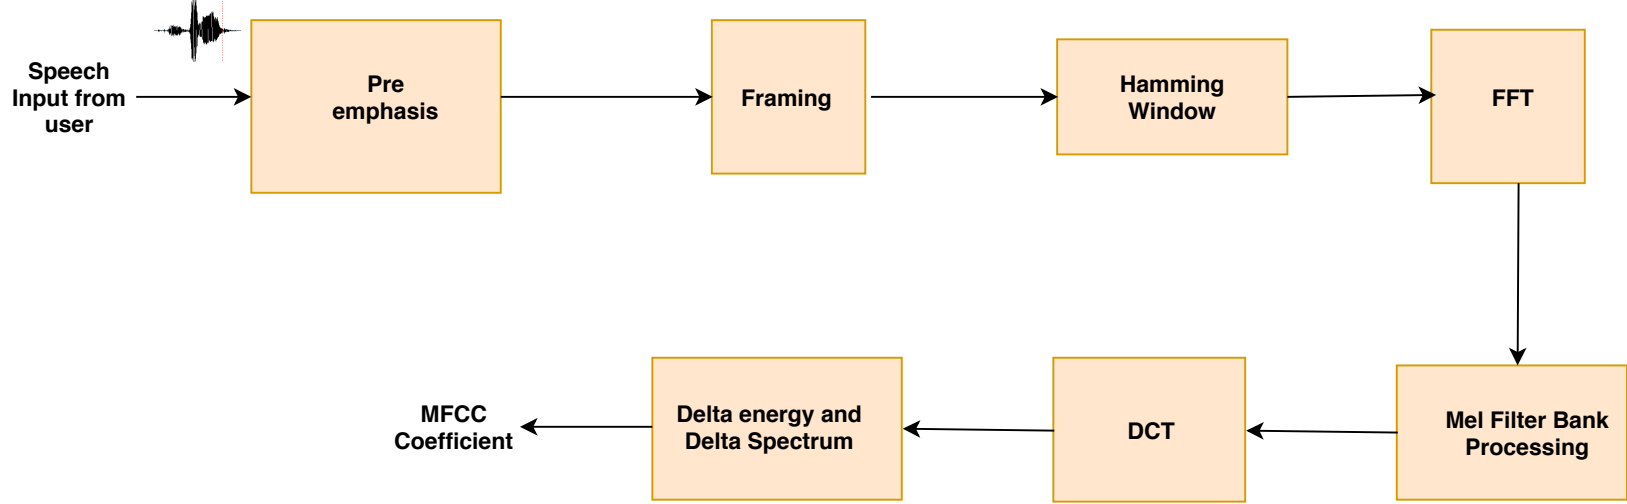 Speech
Input from
user
Pre
emphasis
Framing
Hamming
Window
FFT
Mel Filter Bank
Processing
DCT
Delta energy and
Delta Spectrum
MFCC
Coefficient